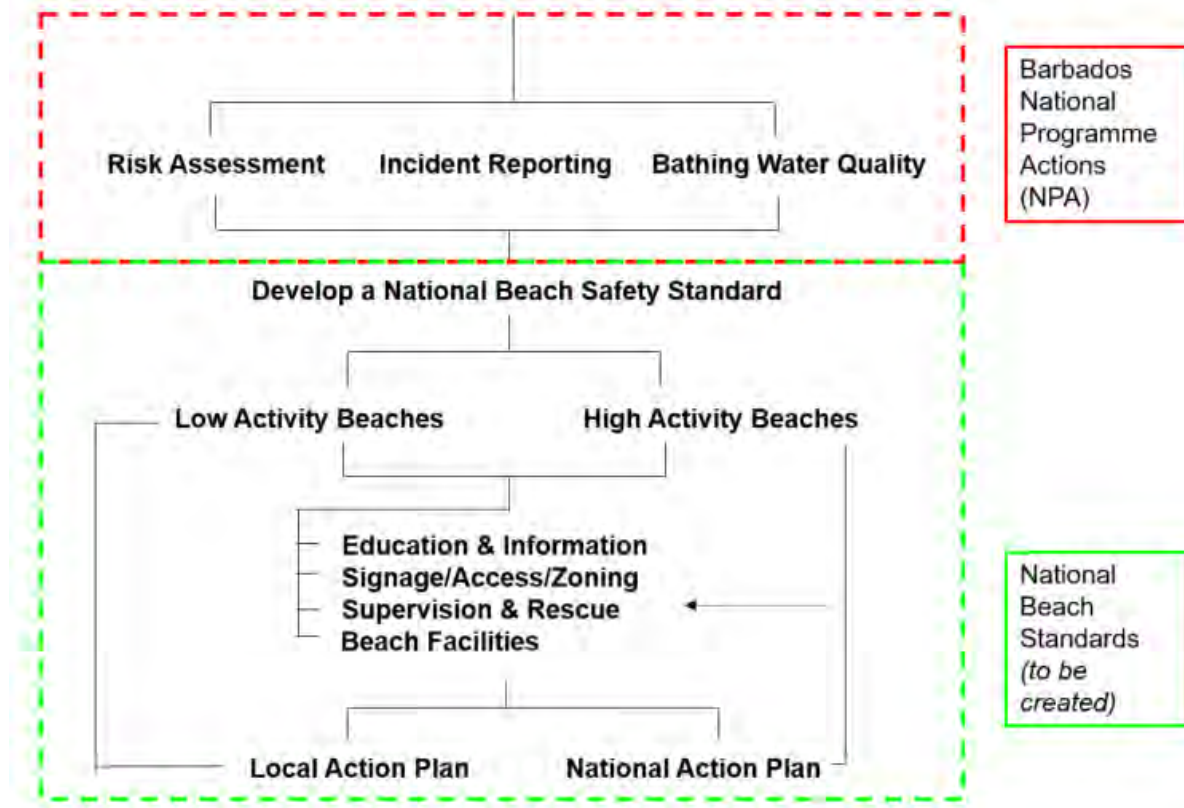 Risk Assessment Incident Reporting Bathing Water Quality
Barbados
National
Programme
Actions
(NPA)
Develop a National Beach Safety Standard
Low Activity Beaches High Activity Beaches
Education & Information
Signage/Access/Zoning
Supervision & Rescue
Beach Facilities
National
Beach
Standards
(to be
created)
Local Action Plan National Action Plan